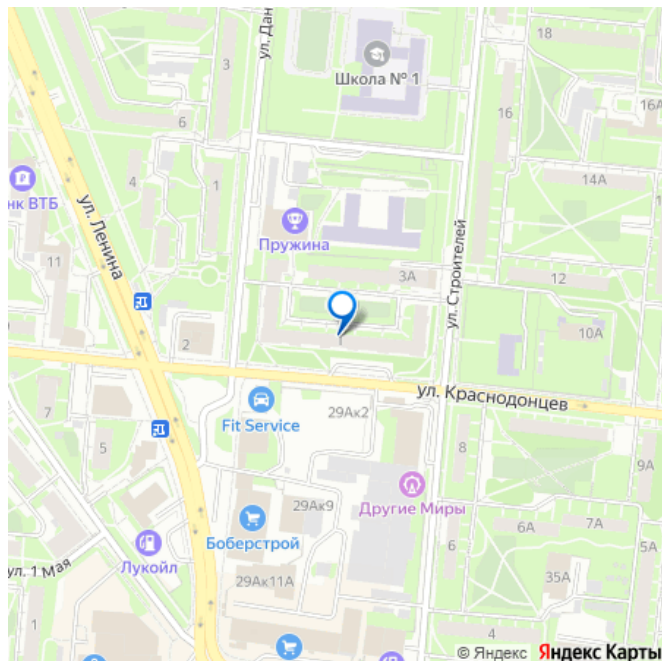 18
ул. Дан
3
Школа № 1
16А
16
6
14А
4
1
нк ВТБ
ул. Ленина
Пружина
ул. Строителей
11
3А
12
2
10А
ул. Краснодонцев
7
Fit Service
29Ак2
5
8
9А
Другие Миры
29Ак9
Боберстрой
6А
7А
Лукойл
6
5А
ул. 1 Мая
29Ак11А
35А
1
4
© Яндекс Яндекс Карты